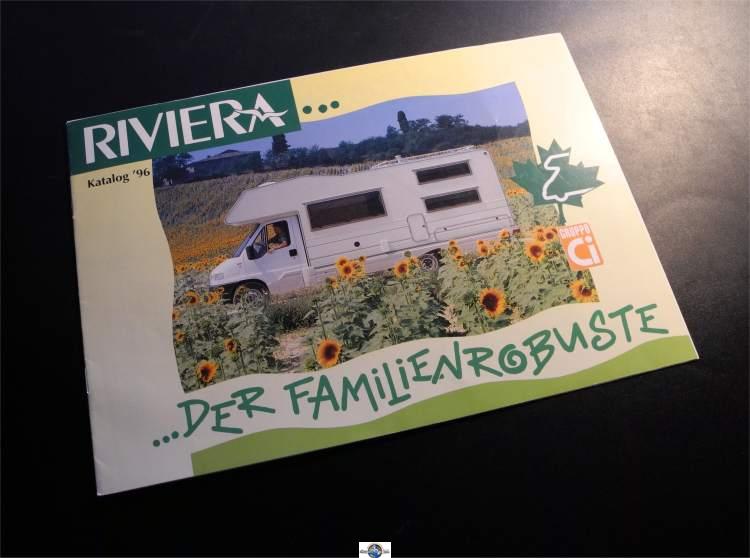 RIVIERA...
Katalog '96
GRUPPO
Ci
...DER FAMILIENROBUSTE